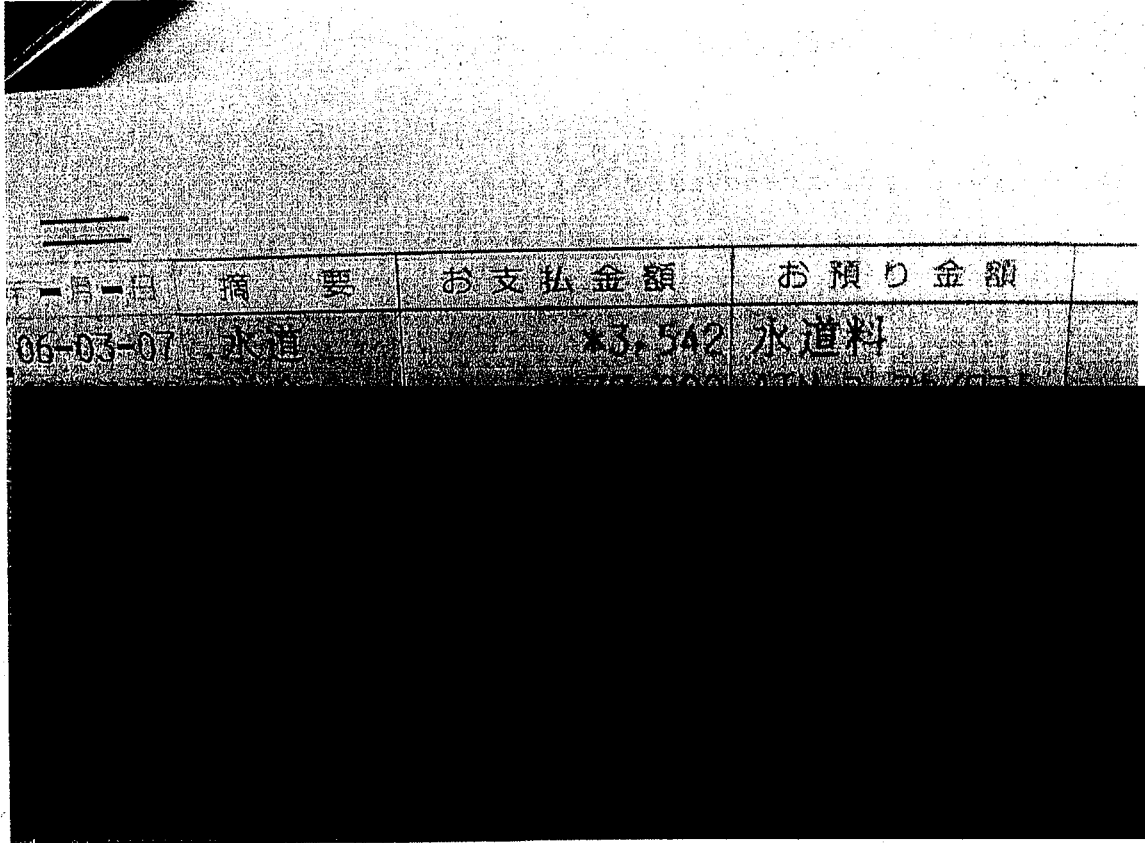 年-月-日 摘要 お支払金額 お預り金額
06-03-07 水道 *3,542 水道料